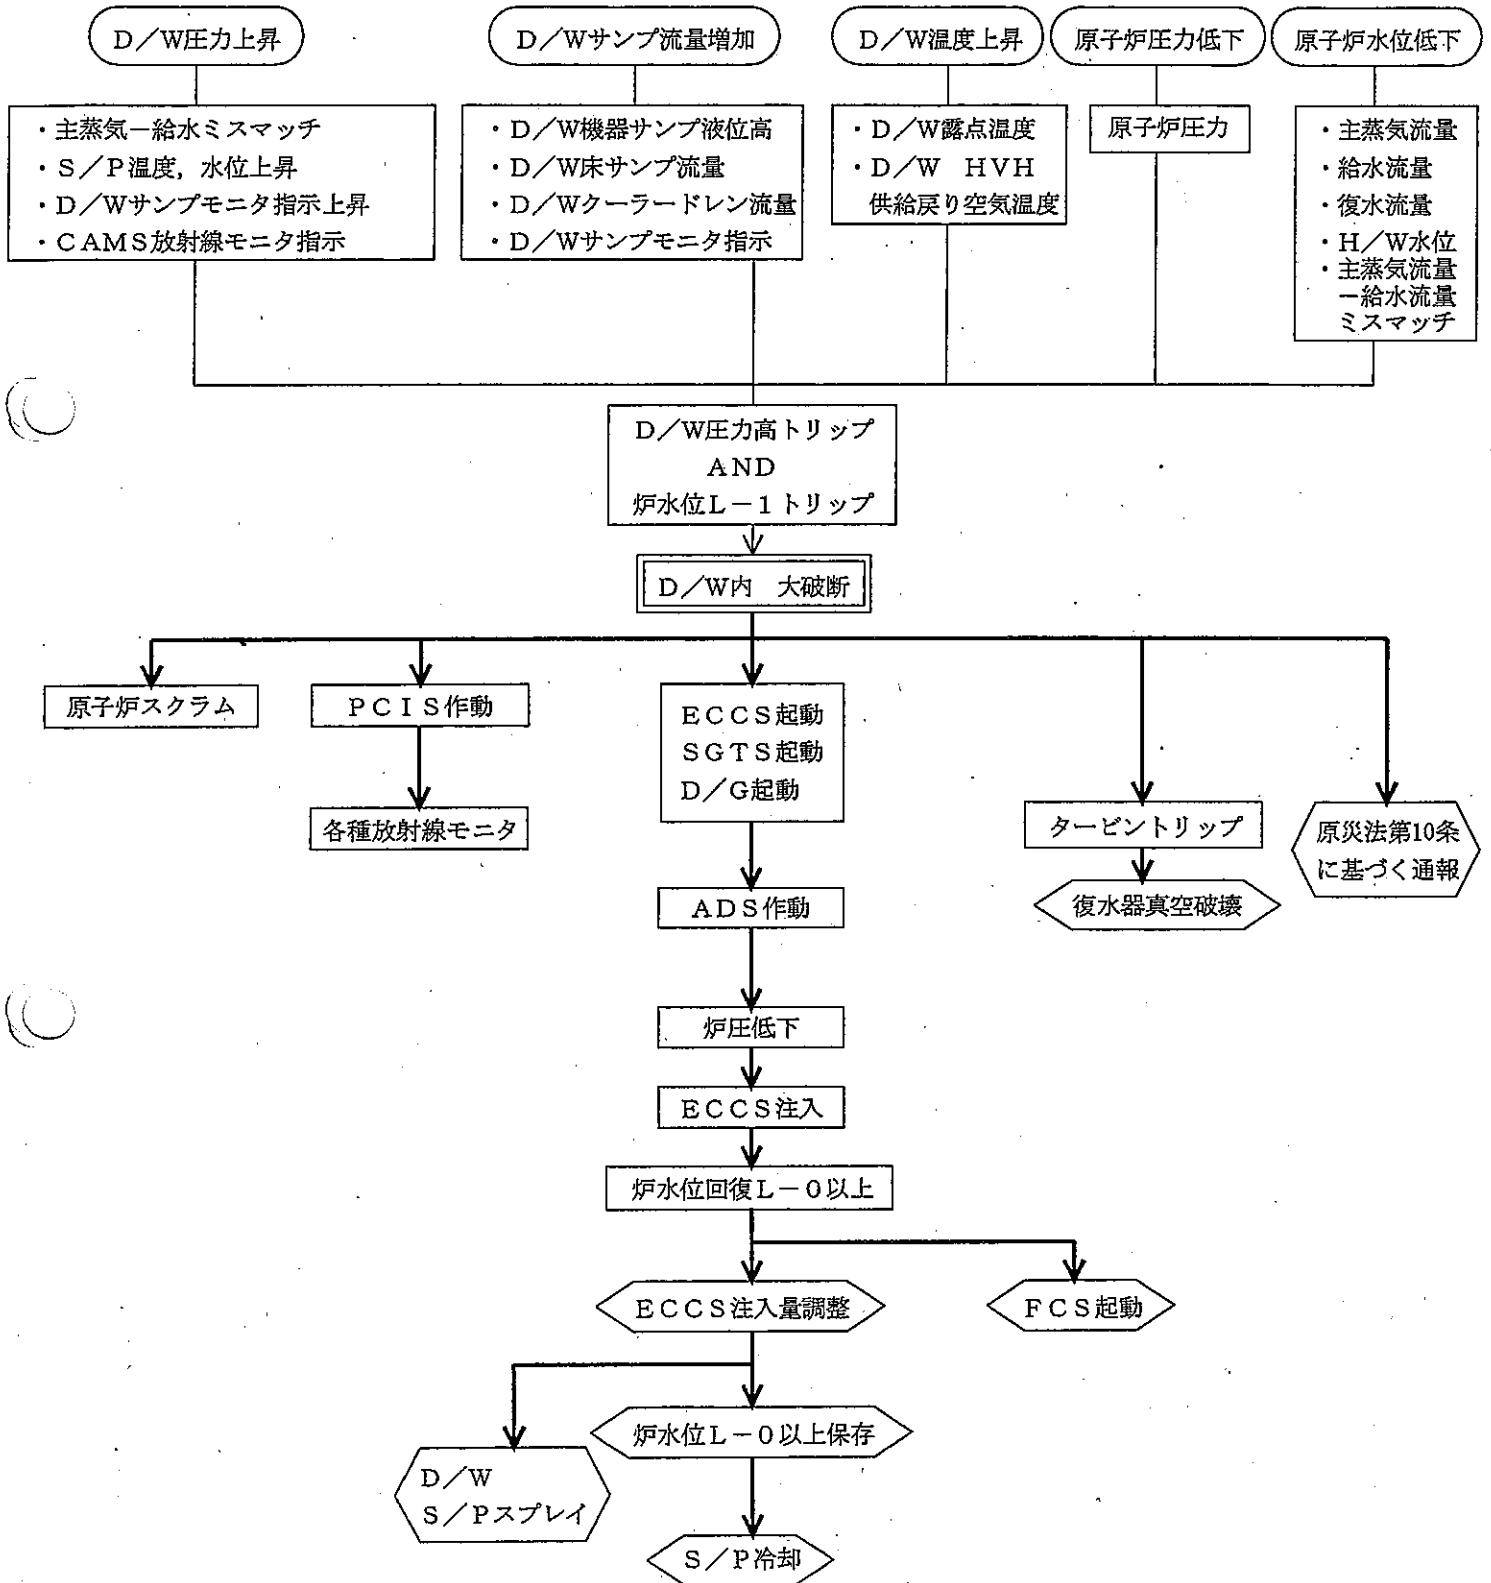 D/W圧力上昇
D/Wサンプ流量増加
D/W温度上昇
原子炉圧力低下
原子炉水位低下
・主蒸気－給水ミスマッチ
・S/P温度，水位上昇
・D/Wサンプモニタ指示上昇
・CAMS放射線モニタ指示
・D/W機器サンプ液位高
・D/W床サンプ流量
・D/Wクーラードレン流量
・D/Wサンプモニタ指示
・D/W露点温度
・D/W　HVH
供給戻り空気温度
原子炉圧力
・主蒸気流量
・給水流量
・復水流量
・H/W水位
・主蒸気流量
－給水流量
ミスマッチ
D/W圧力高トリップ
AND
炉水位L－1トリップ
D/W内　大破断
原子炉スクラム
PCIS作動
ECCS起動
SGTS起動
D/G起動
各種放射線モニタ
タービントリップ
原災法第10条
に基づく通報
ADS作動
復水器真空破壊
炉圧低下
ECCS注入
炉水位回復L－0以上
ECCS注入量調整
FCS起動
炉水位L－0以上保存
D/W
S/Pスプレイ
S/P冷却